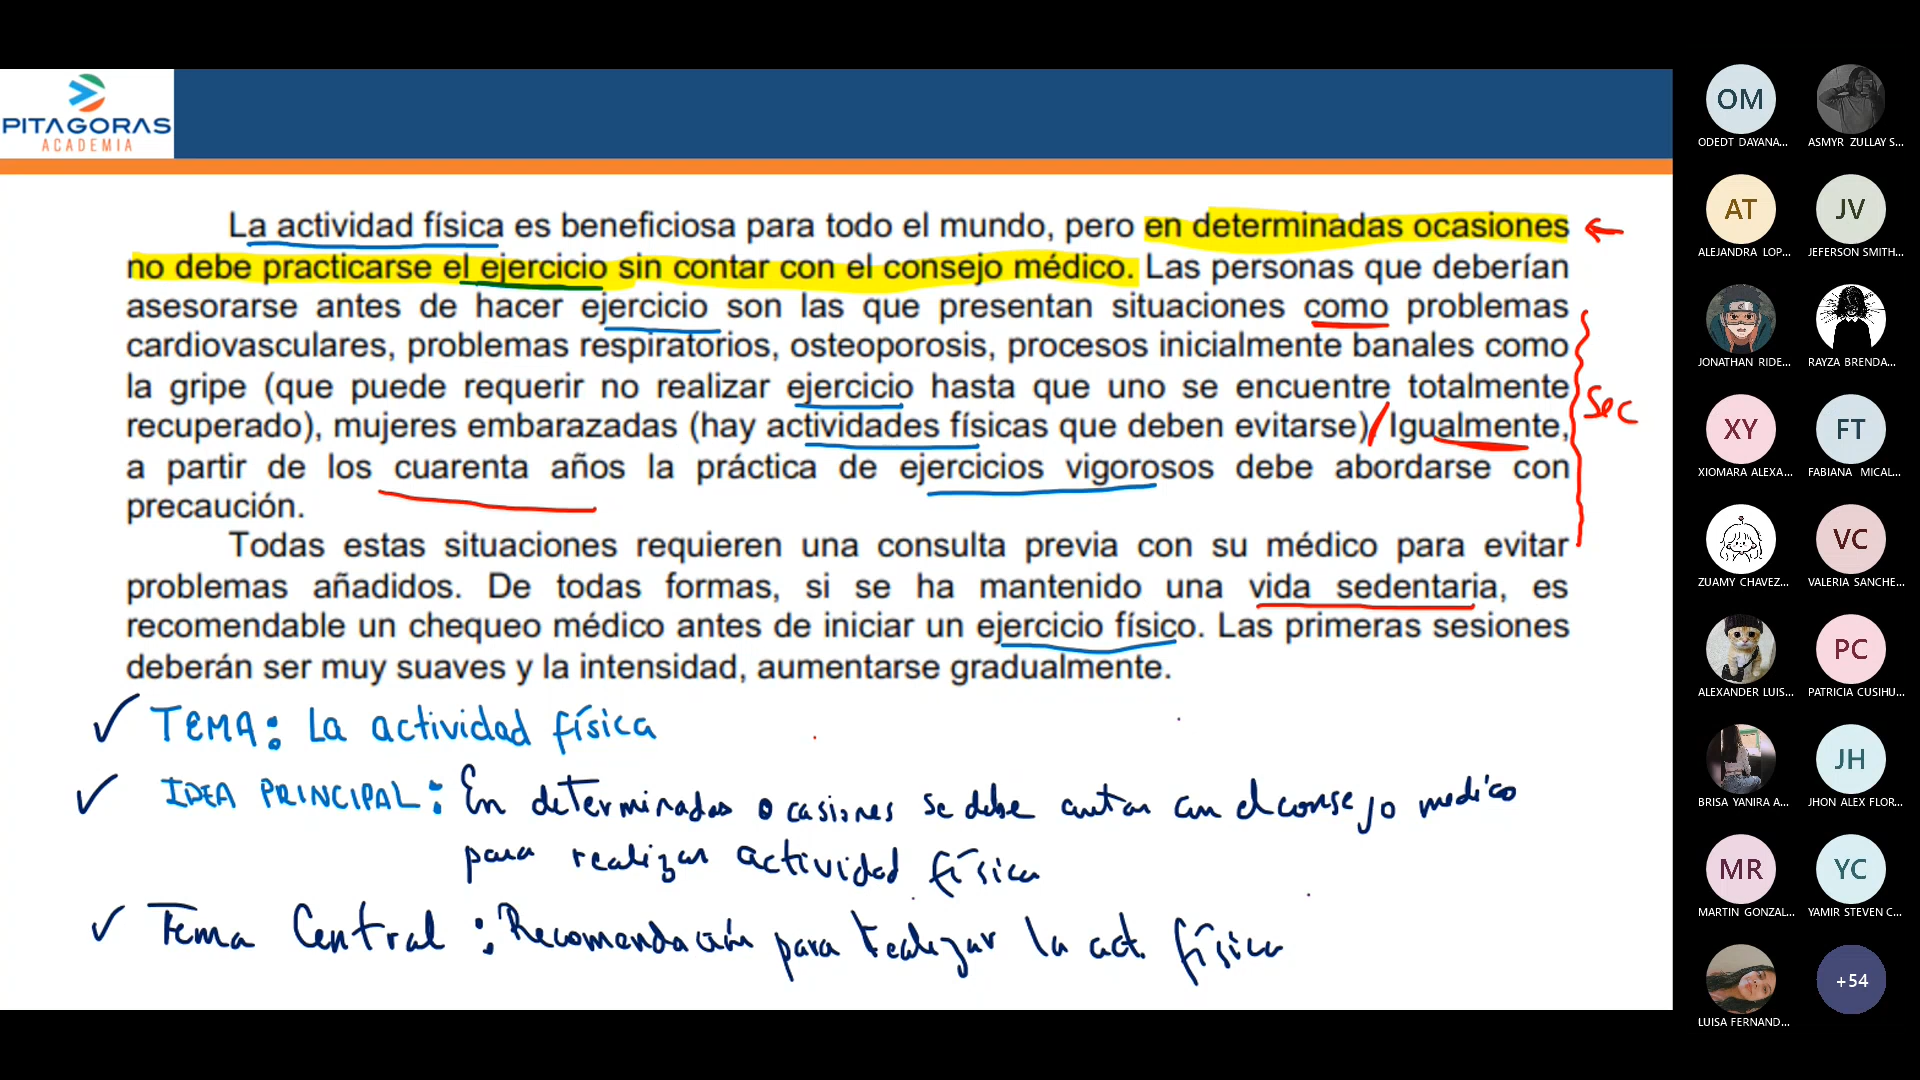 PITAGORAS
ACADEMIA
La actividad física es beneficiosa para todo el mundo, pero en determinadas ocasiones
no debe practicarse el ejercicio sin contar con el consejo médico. Las personas que deberían
asesorarse antes de hacer ejercicio son las que presentan situaciones como problemas
cardiovasculares, problemas respiratorios, osteoporosis, procesos inicialmente banales como
la gripe (que puede requerir no realizar ejercicio hasta que uno se encuentre totalmente
recuperado), mujeres embarazadas (hay actividades físicas que deben evitarse) Igualmente,
a partir de los cuarenta años la práctica de ejercicios vigorosos debe abordarse con
precaución.
Sec
Todas estas situaciones requieren una consulta previa con su médico para evitar
problemas añadidos. De todas formas, si se ha mantenido una vida sedentaria, es
recomendable un chequeo médico antes de iniciar un ejercicio físico. Las primeras sesiones
deberán ser muy suaves y la intensidad, aumentarse gradualmente.
✓ TEMA: La actividad física
✓ IDEA PRINCIPAL: En determinadas ocasiones se debe contar con el consejo medico
para realizar actividad física
✓ Tema Central: Recomendación para realizar la act. física
OM
ODEDT DAYANA...
ASMYR ZULLAY S...
AT
ALEJANDRA LOP...
JV
JEFERSON SMITH...
JONATHAN RIDE...
RAYZA BRENDA...
XY
XIOMARA ALEXA...
FT
FABIANA MICAL...
ZUAMY CHAVEZ...
VC
VALERIA SANCHE...
ALEXANDER LUIS...
PC
PATRICIA CUSIHU...
BRISA YANIRA A...
JH
JHON ALEX FLOR...
MR
MARTIN GONZAL...
YC
YAMIR STEVEN C...
LUISA FERNAND...
+54